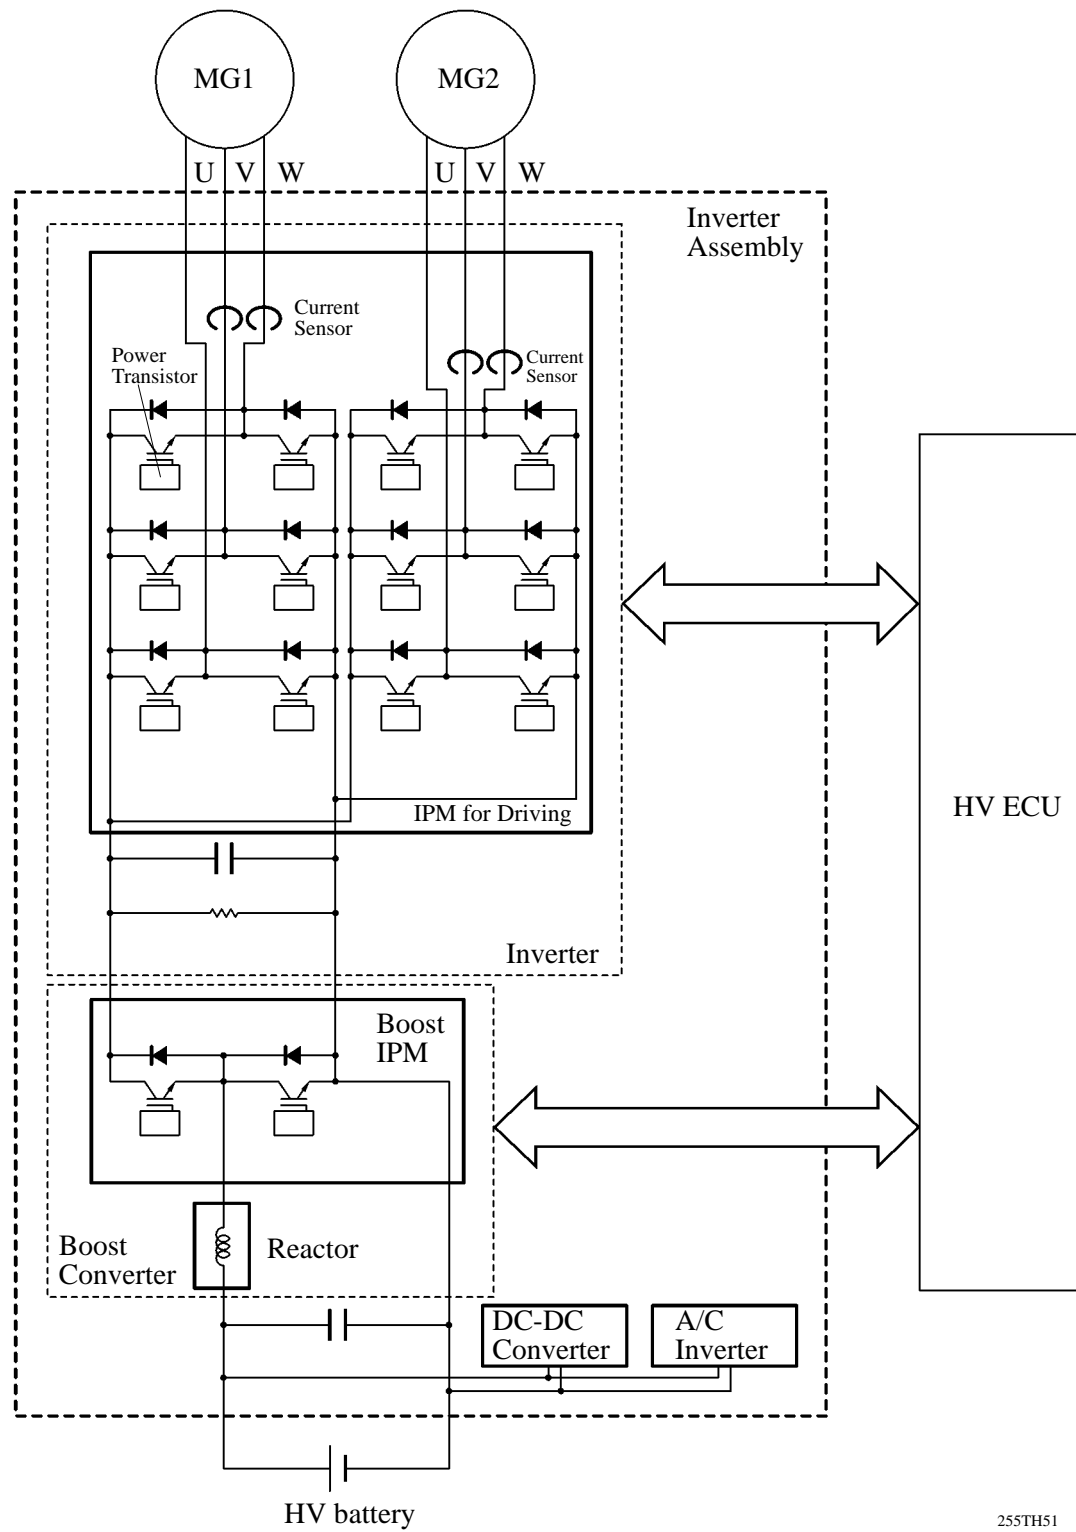 MG1
MG2
U V W
U V W
Inverter
Assembly
Current
Sensor
Current
Sensor
Power
Transistor
IPM for Driving
HV ECU
Inverter
Boost
IPM
Boost
Converter
Reactor
DC-DC
Converter
A/C
Inverter
HV battery
255TH51